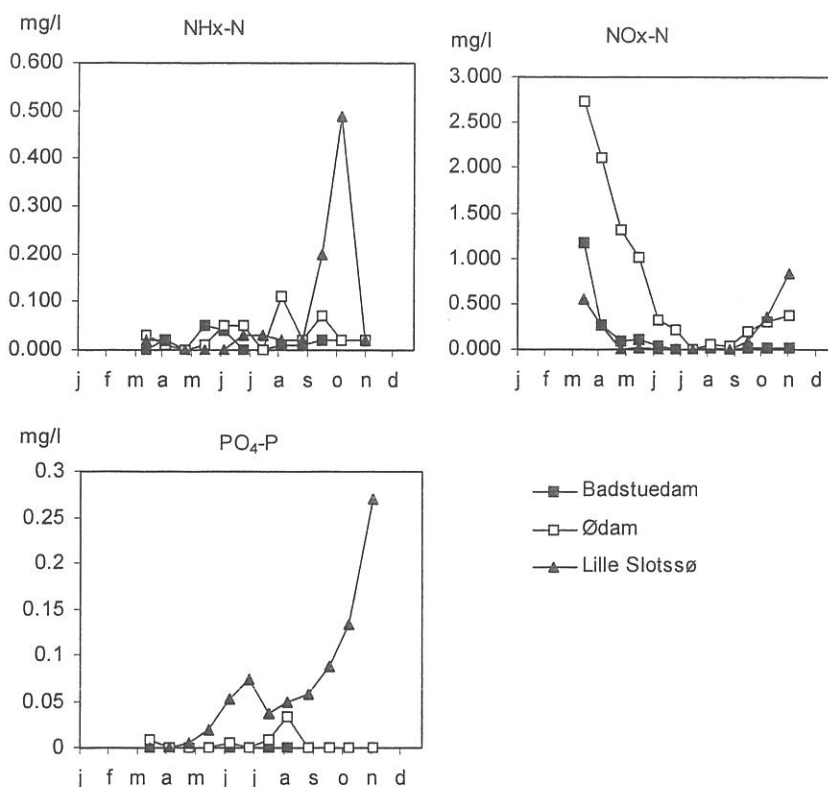 mg/l
NHx-N
0.600
0.500
0.400
0.300
0.200
0.100
0.000
j f m a m j j a s o n d
mg/l
NOx-N
3.000
2.500
2.000
1.500
1.000
0.500
0.000
j f m a m j j a s o n d
mg/l
PO4-P
0.3
0.25
0.2
0.15
0.1
0.05
0
j f m a m j j a s o n d
Badstuedam
Ødam
Lille Slotssø